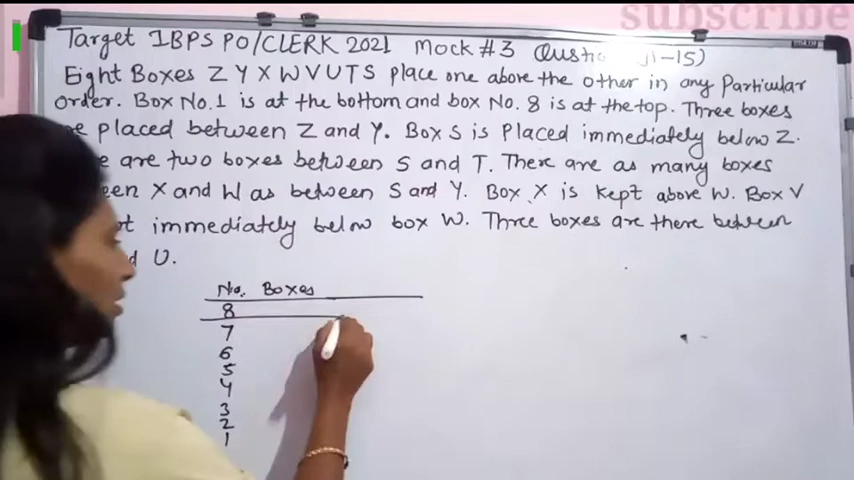 subscribe
Target IBPS PO/CLERK 2021 Mock #3 Qustio 11-15)
Eight Boxes Z Y X W V U T S Place one above the other in any Particular
order. Box No. 1 is at the bottom and box No. 8 is at the top. Three boxes
placed between Z and Y. Box S is Placed immediately below Z.
are two boxes between S and T. There are as many boxes
X and W as between S and Y. Box X is kept above W. Box V
immediately below box W. Three boxes are there between
U.
No. Boxes
8
7
6
5
4
3
2
1